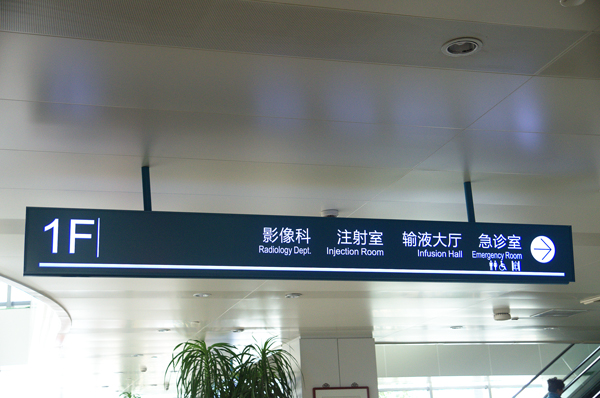 1F
影像科 注射室 输液大厅 急诊室
Radiology Dept. Injection Room Infusion Hall Emergency Room